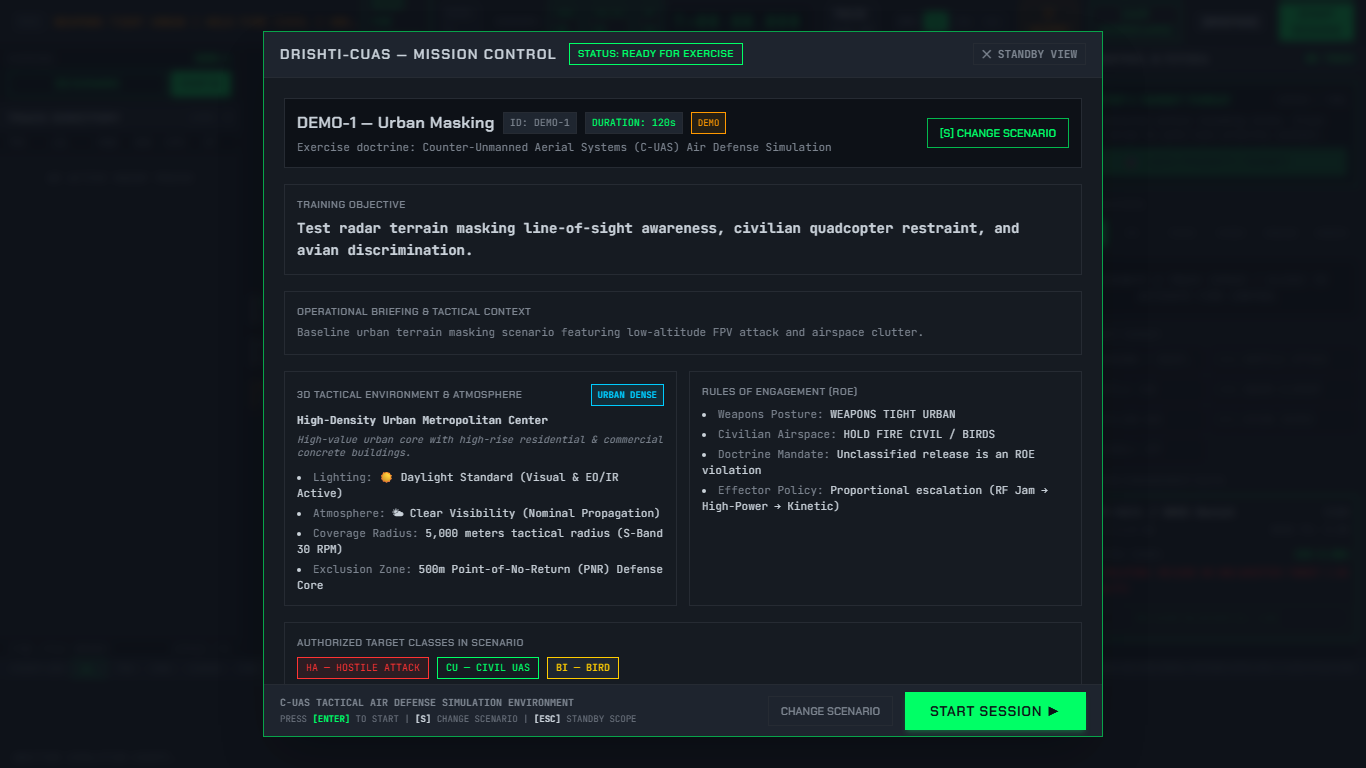 DRISHTI-CUAS — MISSION CONTROL
STATUS: READY FOR EXERCISE
✕ STANDBY VIEW
DEMO-1 — Urban Masking
ID: DEMO-1
DURATION: 120s
DEMO
Exercise doctrine: Counter-Unmanned Aerial Systems (C-UAS) Air Defense Simulation
[S] CHANGE SCENARIO
TRAINING OBJECTIVE
Test radar terrain masking line-of-sight awareness, civilian quadcopter restraint, and
avian discrimination.
OPERATIONAL BRIEFING & TACTICAL CONTEXT
Baseline urban terrain masking scenario featuring low-altitude FPV attack and airspace clutter.
3D TACTICAL ENVIRONMENT & ATMOSPHERE
URBAN DENSE
High-Density Urban Metropolitan Center
High-value urban core with high-rise residential & commercial
concrete buildings.
• Lighting: ☀️ Daylight Standard (Visual & EO/IR
Active)
• Atmosphere: 🌥 Clear Visibility (Nominal Propagation)
• Coverage Radius: 5,000 meters tactical radius (S-Band
30 RPM)
• Exclusion Zone: 500m Point-of-No-Return (PNR) Defense
Core
RULES OF ENGAGEMENT (ROE)
• Weapons Posture: WEAPONS TIGHT URBAN
• Civilian Airspace: HOLD FIRE CIVIL / BIRDS
• Doctrine Mandate: Unclassified release is an ROE
violation
• Effector Policy: Proportional escalation (RF Jam →
High-Power → Kinetic)
AUTHORIZED TARGET CLASSES IN SCENARIO
HA — HOSTILE ATTACK
CU — CIVIL UAS
BI — BIRD
C-UAS TACTICAL AIR DEFENSE SIMULATION ENVIRONMENT
PRESS [ENTER] TO START | [S] CHANGE SCENARIO | [ESC] STANDBY SCOPE
CHANGE SCENARIO
START SESSION ►